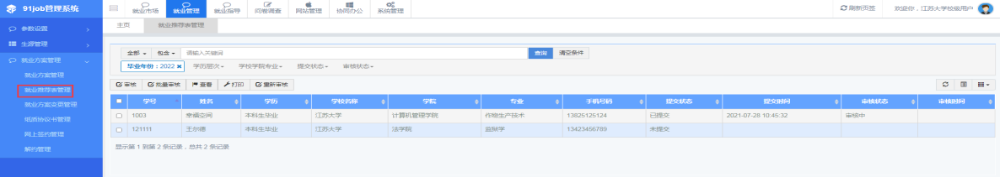 91job管理系统
就业市场 就业管理 就业指导 问卷调查 网站管理 协同办公 系统管理
刷新页签 欢迎你，江苏大学校级用户
主页 就业推荐表管理
参数设置
生源管理
就业方案管理
就业方案管理
就业推荐表管理
就业方案变更管理
纸质协议书管理
网上签约管理
解约管理
全部 包含 请输入关键词 查询 清空条件
毕业年份：2022 × 学历层次 学校学院专业 提交状态 审核状态
审核 批量审核 查看 打印 重新审核
学号 姓名 学历 学校名称 学院 专业 手机号码 提交状态 提交时间 审核状态 审核时间
1003 幸福空间 本科生毕业 江苏大学 计算机管理学院 作物生产技术 13825125124 已提交 2021-07-28 10:45:32 审核中
121111 王尔德 本科生毕业 江苏大学 法学院 监狱学 13423456789 未提交
显示第 1 到第 2 条记录，总共 2 条记录